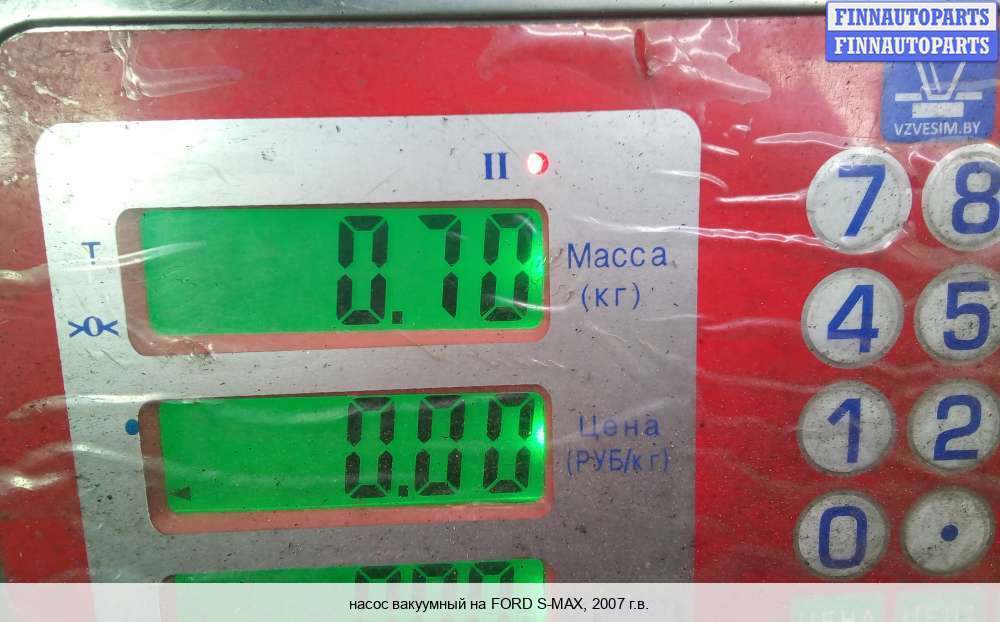 FINNAUTOPARTS
FINNAUTOPARTS
VZVESIM.BY
II
7 8
T
0.70
Масса
(кг)
>0<
4 5
0.00
Цена
(РУБ/кг)
1 2
0 .
насос вакуумный на FORD S-MAX, 2007 г.в.